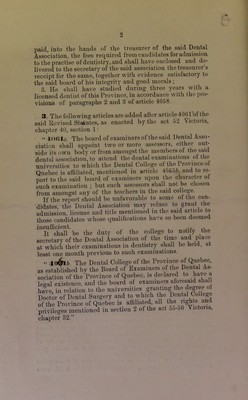 2
paid, into the hands of the treasurer of the said Dental
Association, the fees required from candidates for admission
to the practise of dentistry, and shall have enclosed and de-
livered to the secretary of the said association the treasurer's
receipt for the same, together with evidence satisfactory to
the said board of his integrity and good morals;
3. He shall have studied during three years with a
licensed dentist of this Province, in accordance with the pro-
visions of paragraphs 2 and 3 of article 4058.
3. The following articles are added after article 4061f the
said Revised Statutes, as enacted by the act 52 Victoria,
chapter 40, section 1:
" 4061a. The board of examiners of the said Dental Asso-
ciation shall appoint two or more assessors, either out-
side its own body or from amongst the members of the said
dental association, to attend the dental examinations of the
universities to which the Dental College of the Province of
Quebec is affiliated, mentioned in article 4645b, and to re-
port to the said board of examiners upon the character of
such examination; but such assessors shall not be chosen
from amongst any of the teachers in the said college.
If the report should be unfavorable to some of the can-
didates, the Dental Association may refuse to grant the
admission, license and title mentioned in the said article to
those candidates whose qualifications have so been deemed
insufficient.
It shall be the duty of the college to notify the
secretary of the Dental Association of the time and place
at which their examinations in dentistry shall be held, at
least one month previous to such examinations.
b. The Dental College of the Province of Quebec,
as established by the Board of Examiners of the Dental As-
sociation of the Province of Quebec, is declared to have a
legal existence, and the board of examiners aforesaid shall
have, in relation to the universities granting the degree of
Doctor of Dental Surgery and to which the Dental College
of the Province of Quebec is affiliated, all the rights and
privileges mentioned in section 2 of the act 55-56 Victoria,
chapter 32."